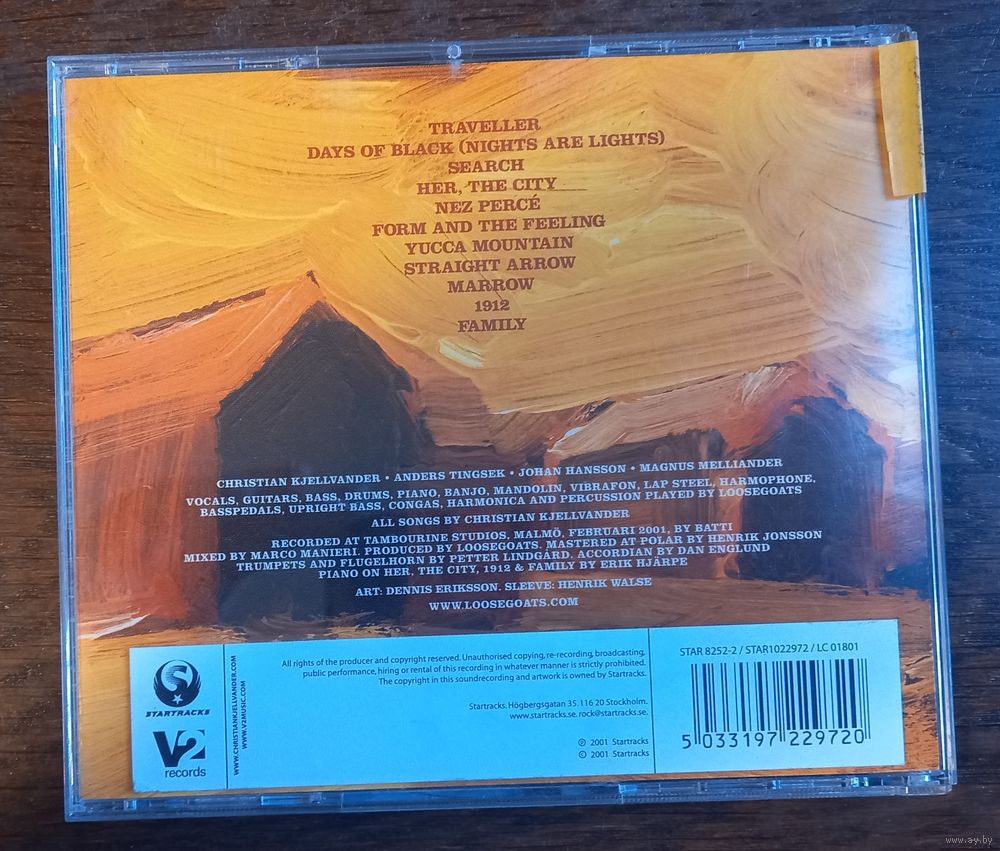 TRAVELLER
DAYS OF BLACK (NIGHTS ARE LIGHTS)
SEARCH
HER, THE CITY
NEZ PERCÉ
FORM AND THE FEELING
YUCCA MOUNTAIN
STRAIGHT ARROW
MARROW
1912
FAMILY
CHRISTIAN KJELLVANDER • ANDERS TINGSEK • JOHAN HANSSON • MAGNUS MELLIANDER
VOCALS, GUITARS, BASS, DRUMS, PIANO, BANJO, MANDOLIN, VIBRAFON, LAP STEEL, HARMOPHONE,
BASSPEDALS, UPRIGHT BASS, CONGAS, HARMONICA AND PERCUSSION PLAYED BY LOOSEGOATS
ALL SONGS BY CHRISTIAN KJELLVANDER
RECORDED AT TAMBOURINE STUDIOS, MALMÖ, FEBRUARI 2001, BY BATTI
MIXED BY MARCO MANIERI. PRODUCED BY LOOSEGOATS. MASTERED AT POLAR BY HENRIK JONSSON
TRUMPETS AND FLUGELHORN BY PETTER LINDGÅRD. ACCORDIAN BY DAN ENGLUND
PIANO ON HER, THE CITY, 1912 & FAMILY BY ERIK HJÄRPE
ART: DENNIS ERIKSSON. SLEEVE: HENRIK WALSE
WWW.LOOSEGOATS.COM
S
STARTRACKS
V2
records
WWW.CHRISTIANKJELLVANDER.COM
WWW.V2MUSIC.COM
All rights of the producer and copyright reserved. Unauthorised copying, re-recording, broadcasting,
public performance, hiring or rental of this recording in whatever manner is strictly prohibited.
The copyright in this soundrecording and artwork is owned by Startracks.
Startracks. Högbergsgatan 35. 116 20 Stockholm.
www.startracks.se. rock@startracks.se.
℗ 2001 Startracks
© 2001 Startracks
STAR 8252-2 / STAR1022972 / LC 01801
5 033197 229720
www.ay.by